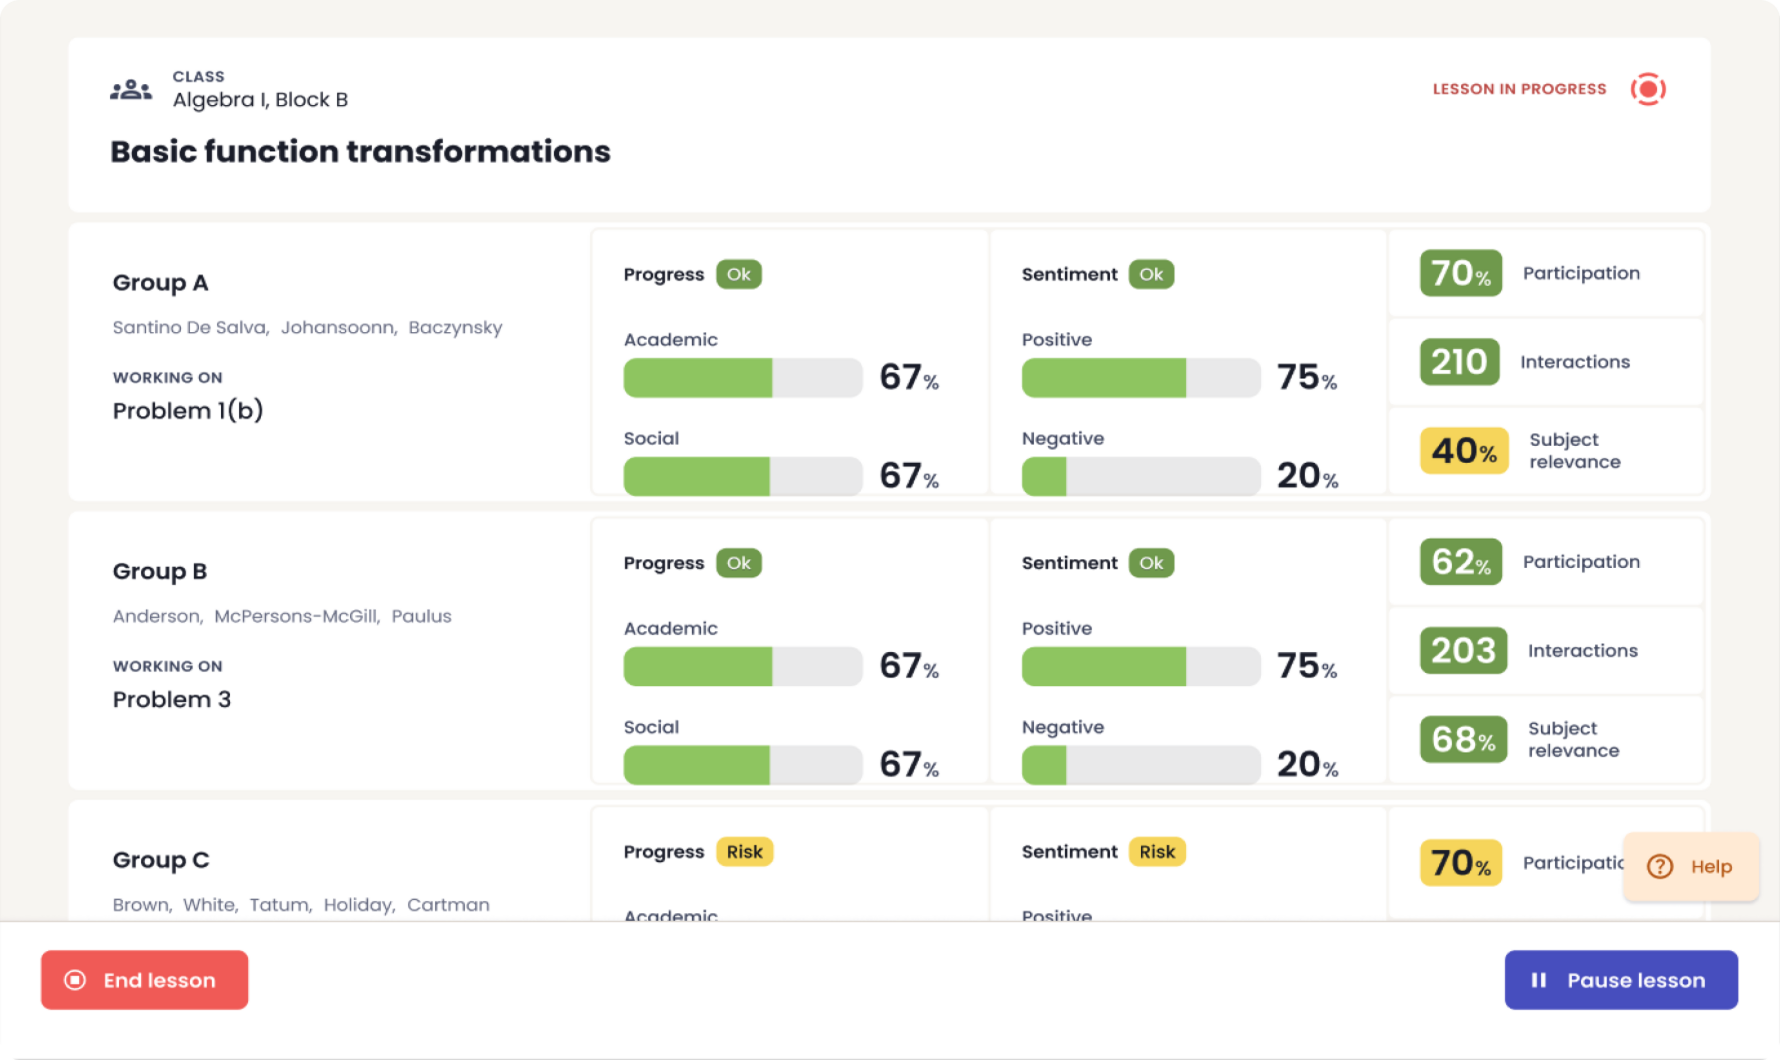 CLASS
Algebra I, Block B
LESSON IN PROGRESS
Basic function transformations
Group A
Santino De Salva, Johansoonn, Baczynsky
WORKING ON
Problem 1(b)
Progress Ok
Academic
67%
Social
67%
Sentiment Ok
Positive
75%
Negative
20%
70% Participation
210 Interactions
40% Subject
relevance
Group B
Anderson, McPersons-McGill, Paulus
WORKING ON
Problem 3
Progress Ok
Academic
67%
Social
67%
Sentiment Ok
Positive
75%
Negative
20%
62% Participation
203 Interactions
68% Subject
relevance
Group C
Brown, White, Tatum, Holiday, Cartman
Progress Risk
Academic
Sentiment Risk
Positive
70% Participatio
Help
End lesson
Pause lesson